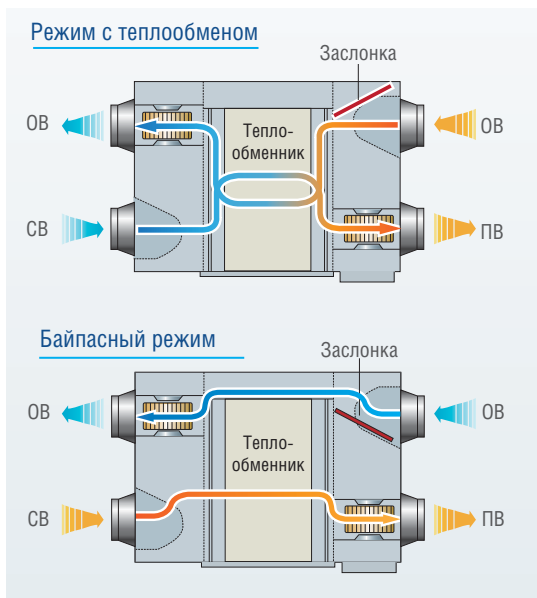 Режим с теплообменом
Заслонка
ОВ
Тепло-
обменник
ОВ
СВ
ПВ
Байпасный режим
Заслонка
ОВ
ОВ
Тепло-
обменник
СВ
ПВ